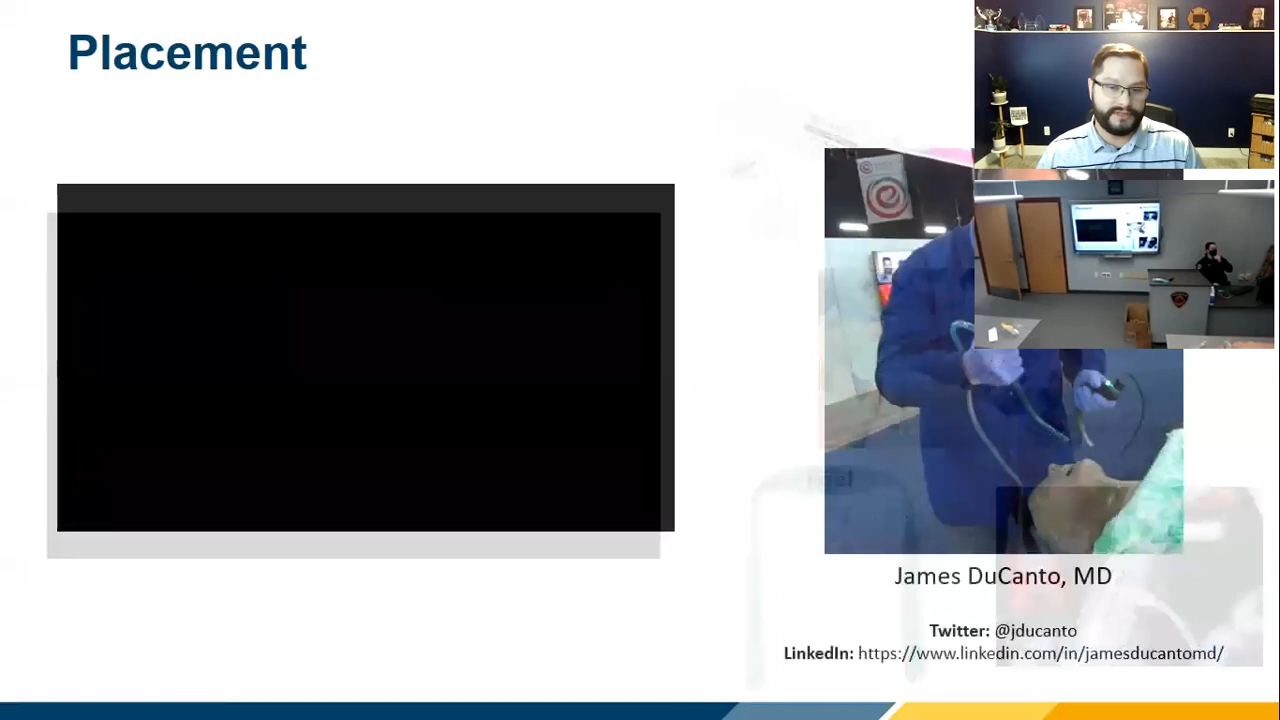 Placement
James DuCanto, MD
Twitter: @jducanto
LinkedIn: https://www.linkedin.com/in/jamesducantomd/